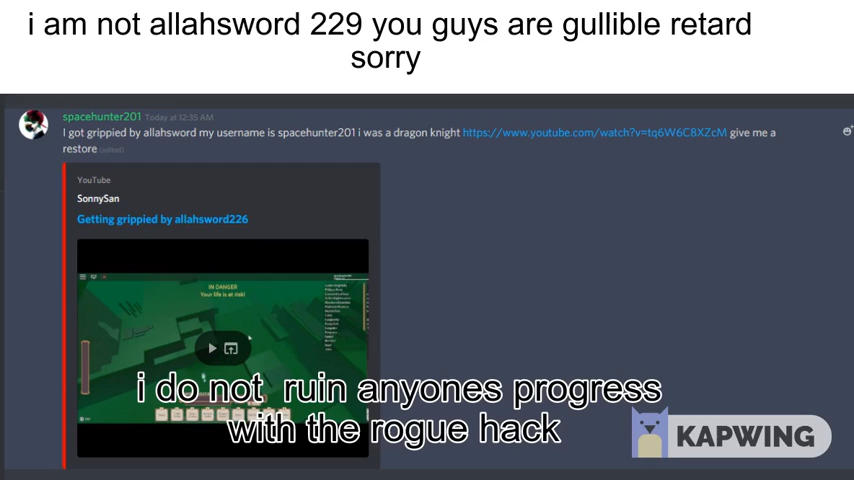 i am not allahsword 229 you guys are gullible retard
sorry
spacehunter201 Today at 12:35 AM
I got grippied by allahsword my username is spacehunter201 i was a dragon knight https://www.youtube.com/watch?v=tq6W6C8XZcM give me a
restore (edited)
YouTube
SonnySan
Getting grippied by allahsword226
IN DANGER
Your life is at risk!
i do not ruin anyones progress
with the rogue hack
KAPWING